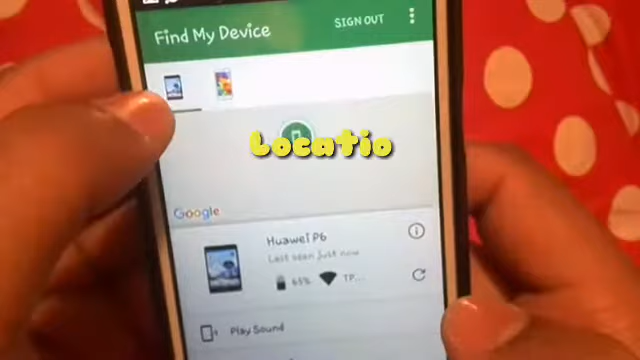 Find My Device
SIGN OUT
Locatio
Google
Huawei P6
Last seen just now
65%
TP...
Play Sound